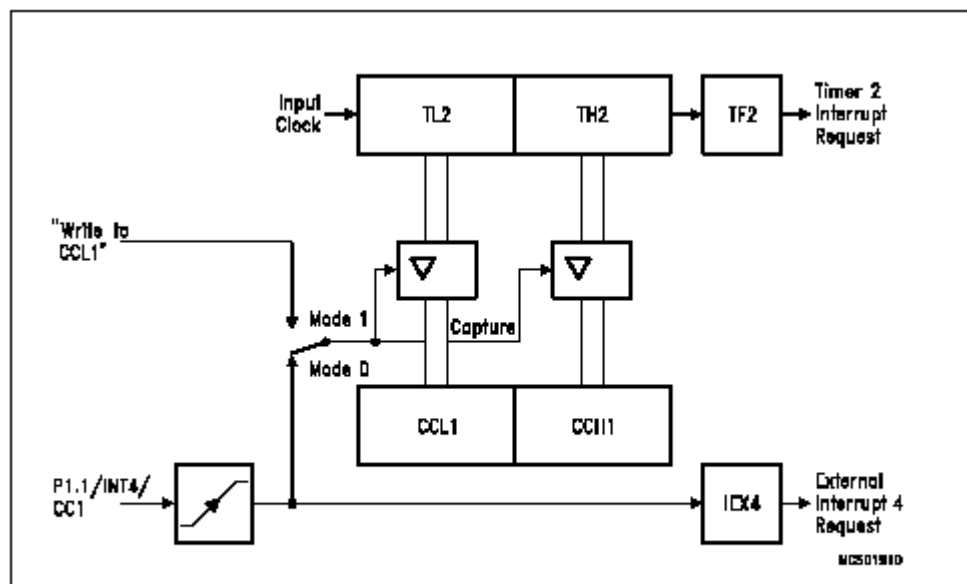 Input
Clock
TL2
TH2
TF2
Timer 2
Interrupt
Request
"Write to
CCL1"
Mode 1
Mode 0
Capture
CCL1
CCH1
P1.1/INT4/
CC1
IEX4
External
Interrupt 4
Request